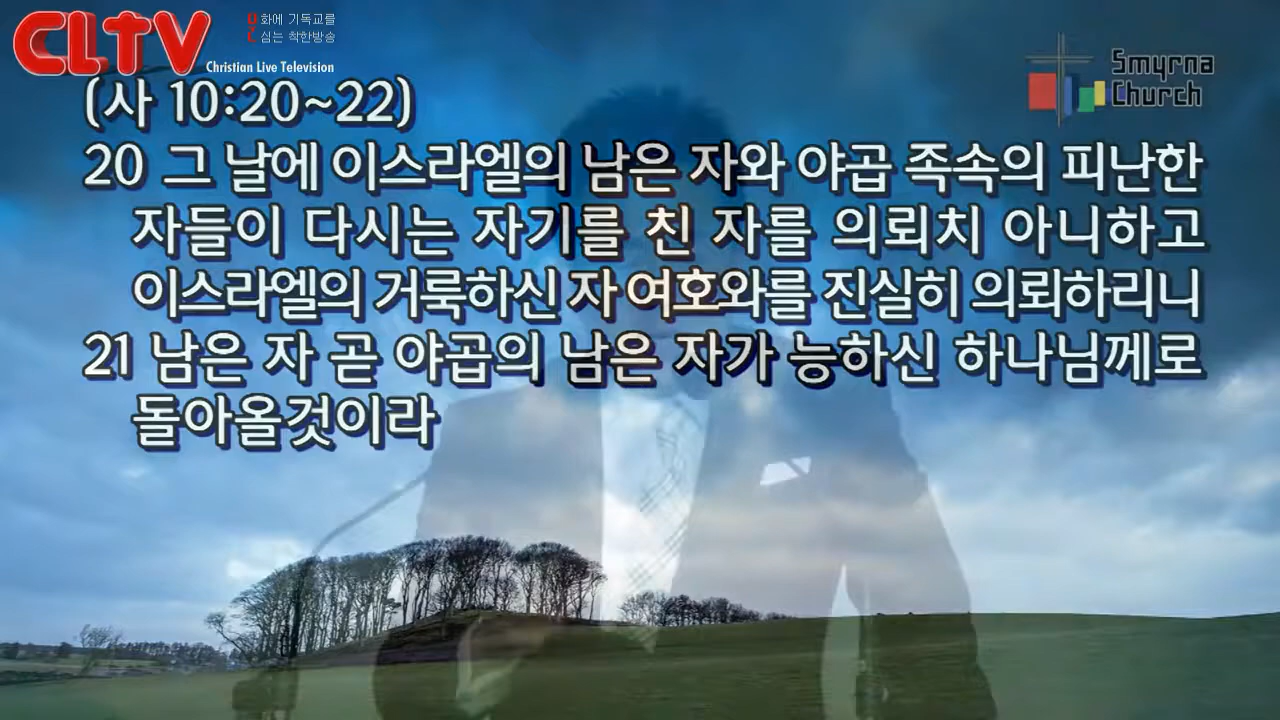 CLTV
화에 기독교를
심는 착한방송
Christian Live Television
Smyrna
Church
(사 10:20~22)
20 그 날에 이스라엘의 남은 자와 야곱 족속의 피난한
자들이 다시는 자기를 친 자를 의뢰치 아니하고
이스라엘의 거룩하신 자 여호와를 진실히 의뢰하리니
21 남은 자 곧 야곱의 남은 자가 능하신 하나님께로
돌아올것이라